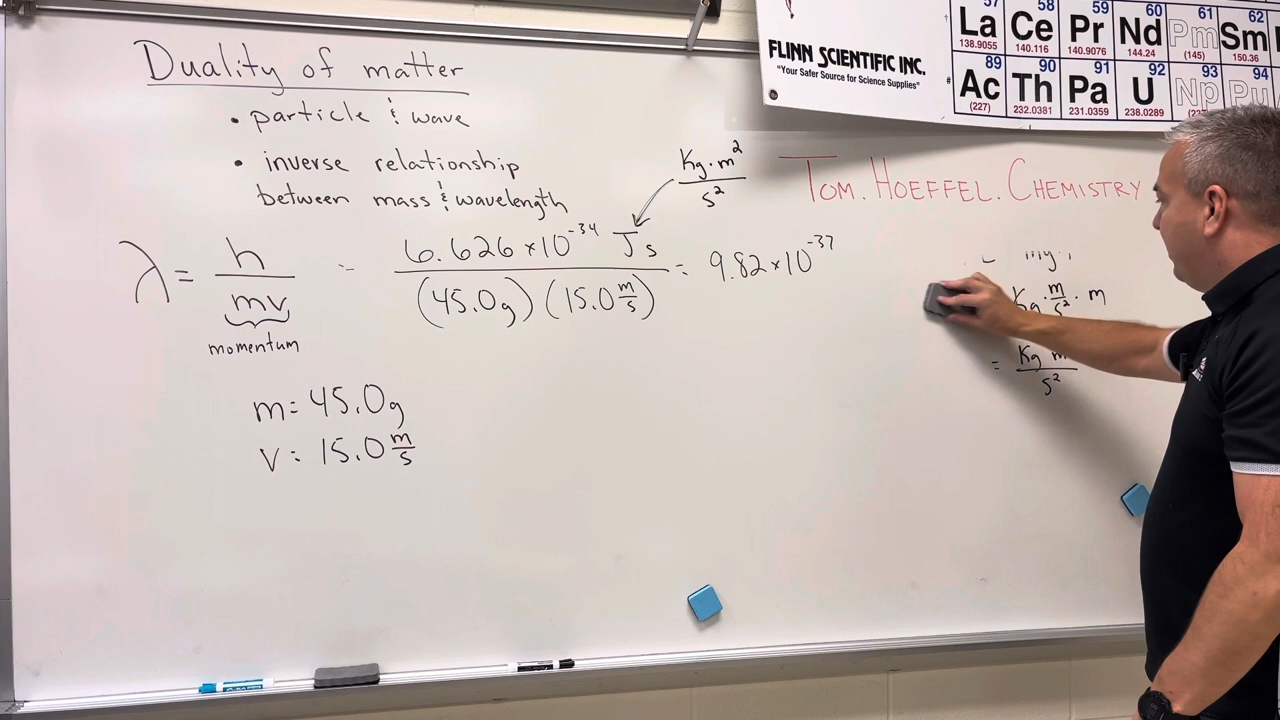 Duality of matter
• particle & wave
• inverse relationship
between mass & wavelength
λ = h / mv = 6.626 × 10⁻³⁴ J s / (45.0g) (15.0 m/s) = 9.82 × 10⁻³⁷
momentum
Kg · m² / s²
m = 45.0g
v = 15.0 m/s
TOM. HOEFFEL. CHEMISTRY
Kg · m/s² · m
= Kg m / s²
FLINN SCIENTIFIC INC.
"Your Safer Source for Science Supplies"
57 58 59 60 61 62
La Ce Pr Nd Pm Sm
138.9055 140.116 140.9076 144.24 (145) 150.36
89 90 91 92 93 94
Ac Th Pa U Np Pu
(227) 232.0381 231.0359 238.0289